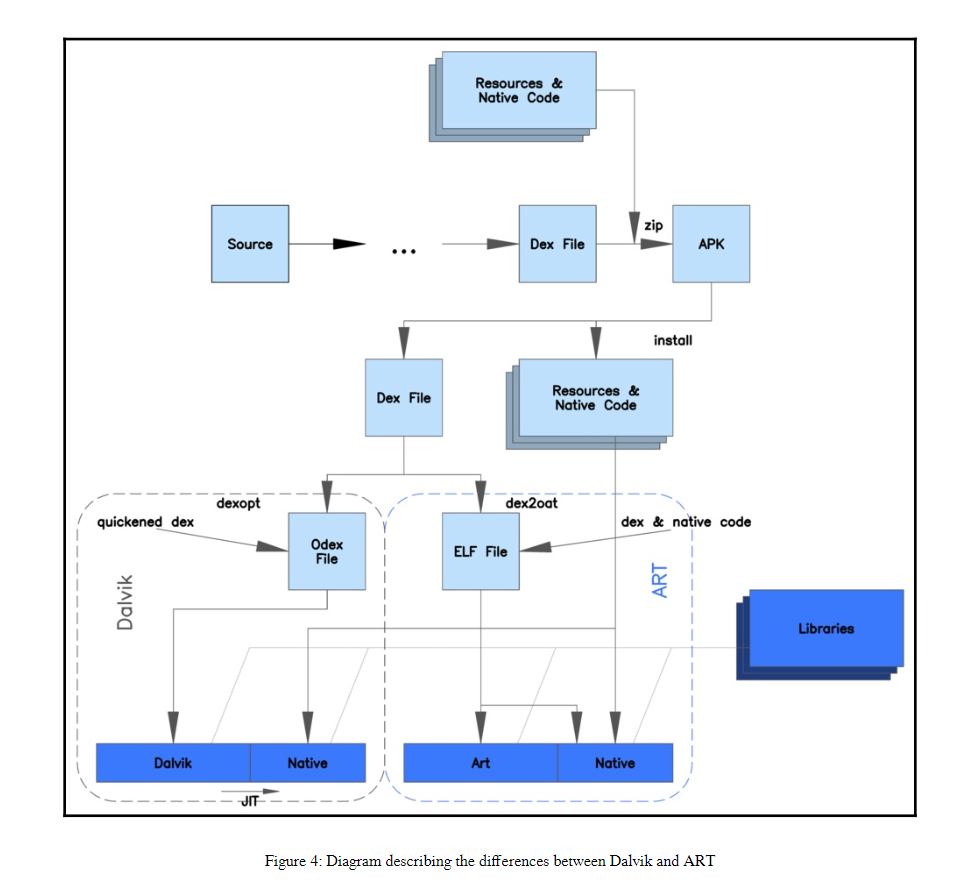 Resources &
Native Code
Source
...
Dex File
zip
APK
install
Dex File
Resources &
Native Code
dexopt
dex2oat
quickened dex
dex & native code
Odex
File
ELF File
Dalvik
ART
Libraries
Dalvik
Native
Art
Native
JIT
Figure 4: Diagram describing the differences between Dalvik and ART